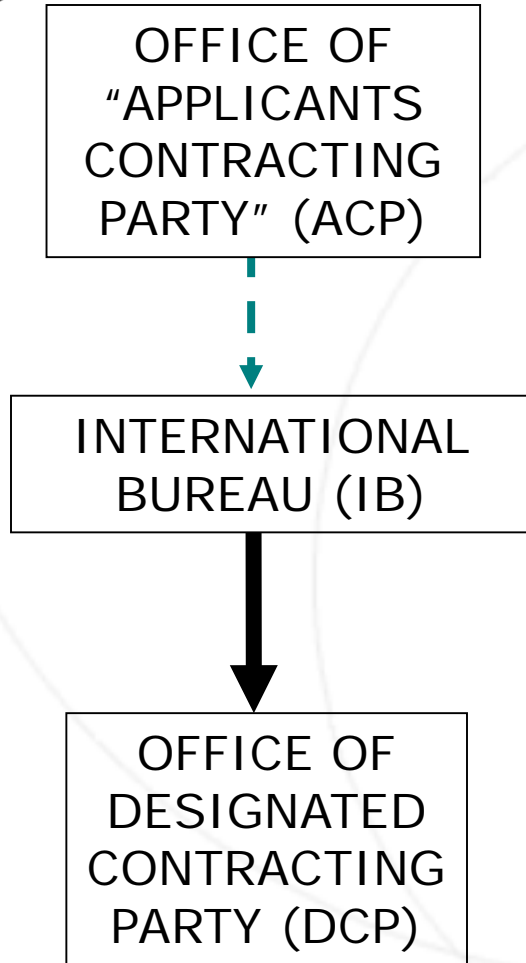 OFFICE OF
“APPLICANTS
CONTRACTING
PARTY” (ACP)
INTERNATIONAL
BUREAU (IB)
OFFICE OF
DESIGNATED
CONTRACTING
PARTY (DCP)